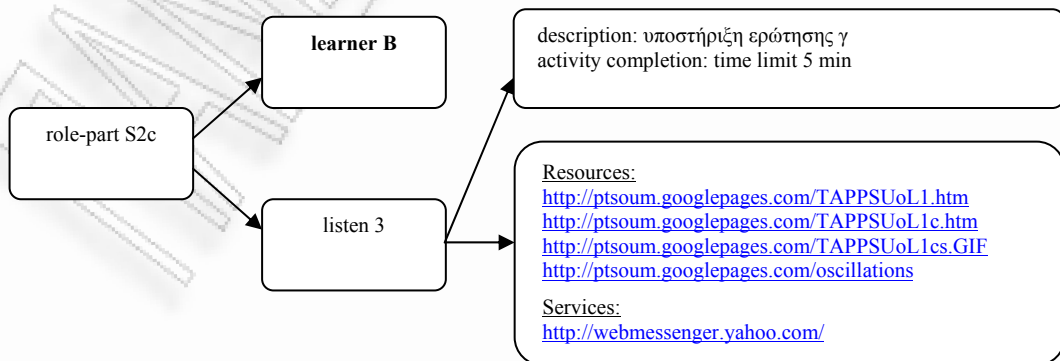 learner B
description: υποστήριξη ερώτησης γ
activity completion: time limit 5 min
role-part S2c
listen 3
Resources:
http://ptsoum.googlepages.com/TAPPSUoL1.htm
http://ptsoum.googlepages.com/TAPPSUoL1c.htm
http://ptsoum.googlepages.com/TAPPSUoL1cs.GIF
http://ptsoum.googlepages.com/oscillations
Services:
http://webmessenger.yahoo.com/